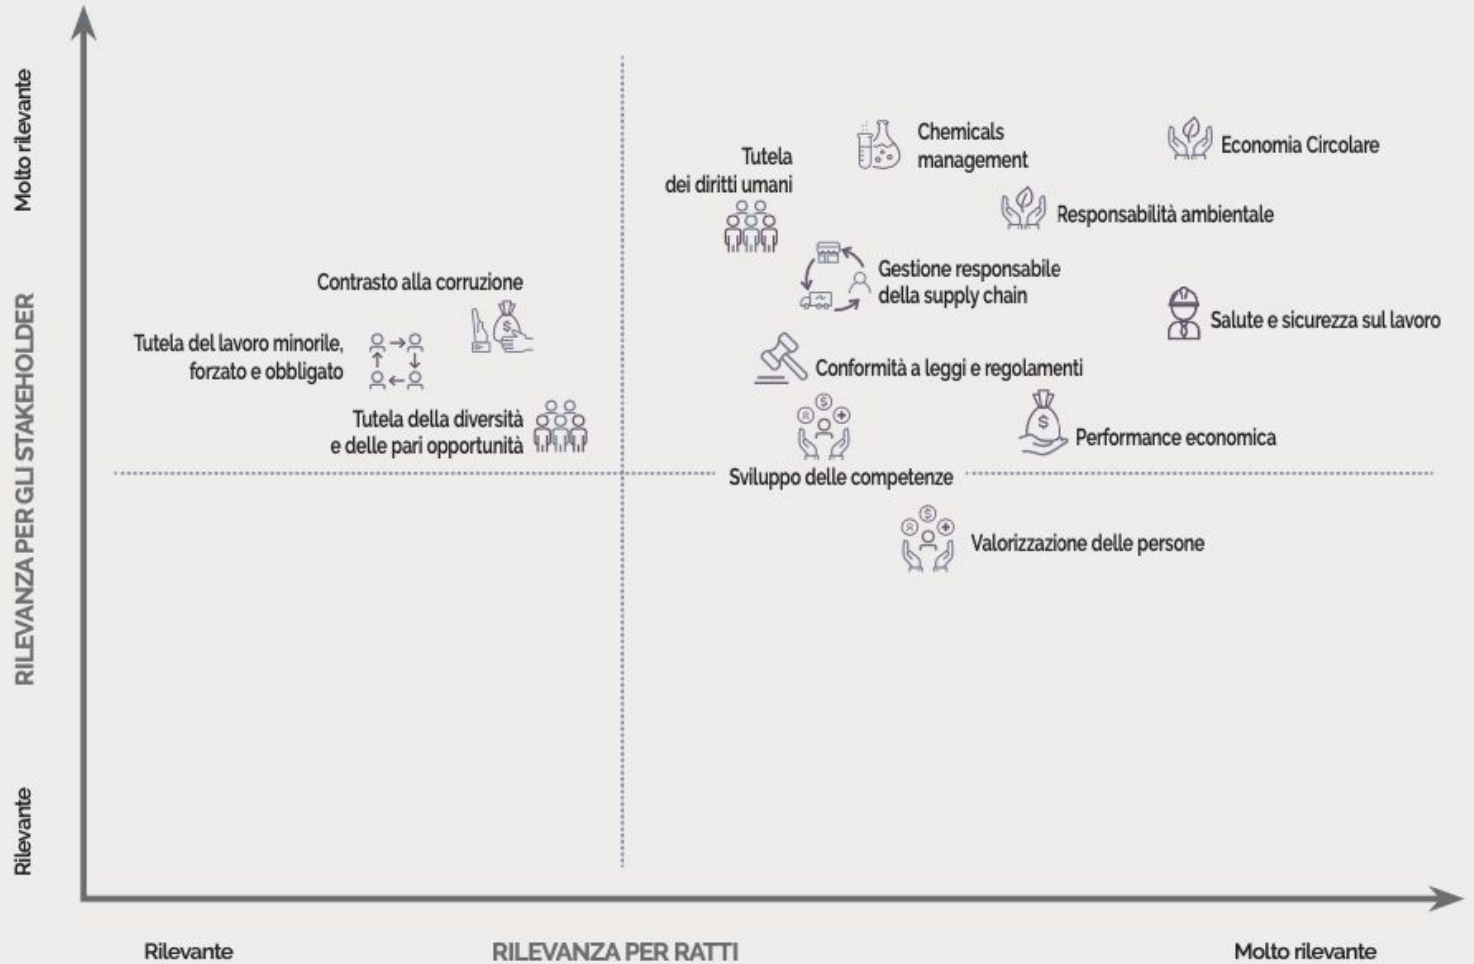 Molto rilevante
RILEVANZA PER GLI STAKEHOLDER
Rilevante
Chemicals
management
Economia Circolare
Tutela
dei diritti umani
Responsabilità ambientale
Gestione responsabile
della supply chain
Contrasto alla corruzione
Salute e sicurezza sul lavoro
Tutela del lavoro minorile,
forzato e obbligato
Conformità a leggi e regolamenti
Tutela della diversità
e delle pari opportunità
Performance economica
Sviluppo delle competenze
Valorizzazione delle persone
Rilevante
RILEVANZA PER RATTI
Molto rilevante